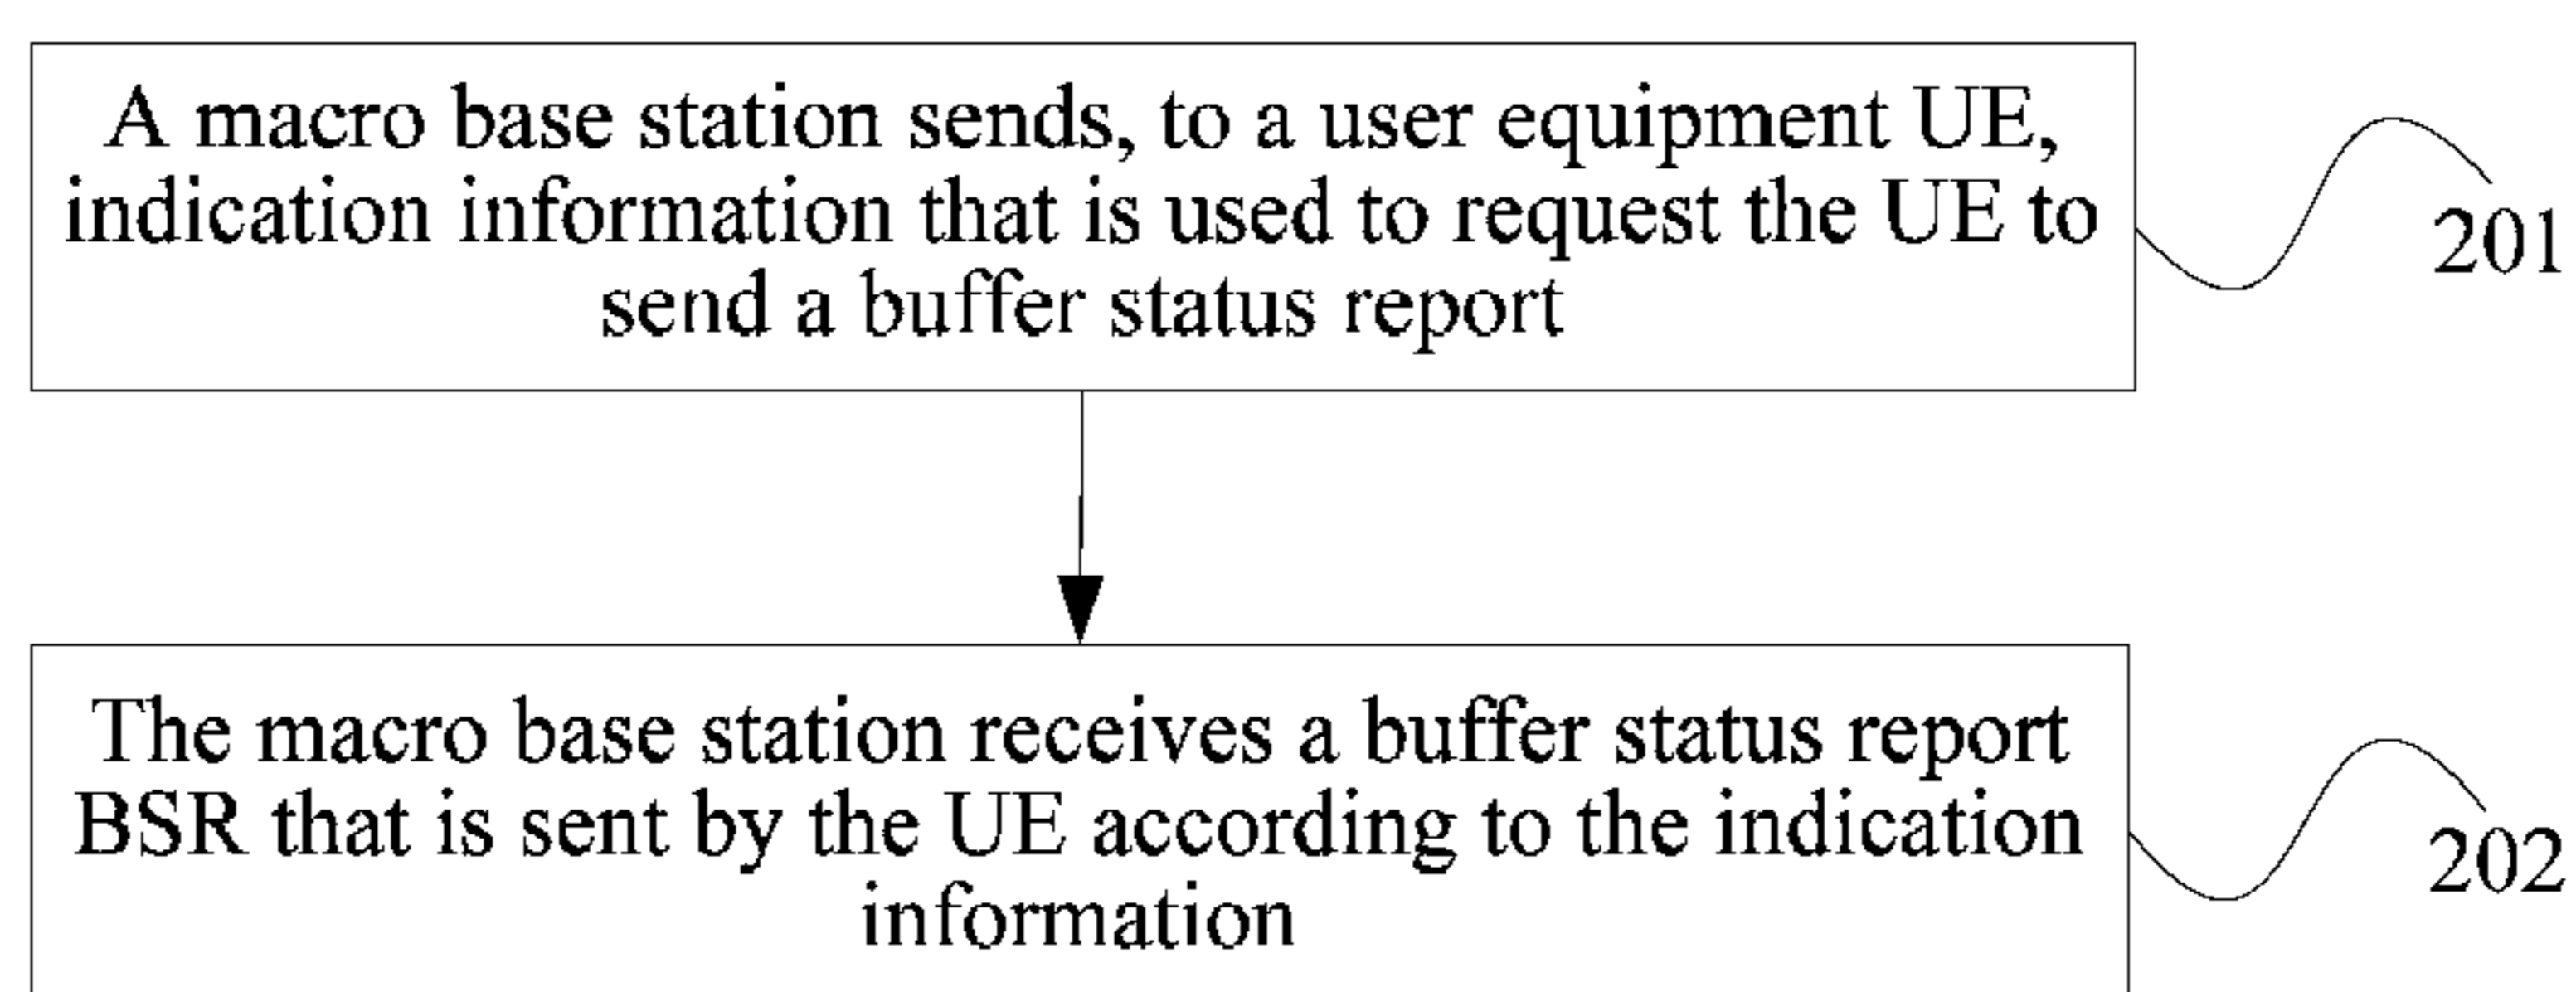 A macro base station sends, to a user equipment UE,
indication information that is used to request the UE to
send a buffer status report
201
The macro base station receives a buffer status report
BSR that is sent by the UE according to the indication
information
202